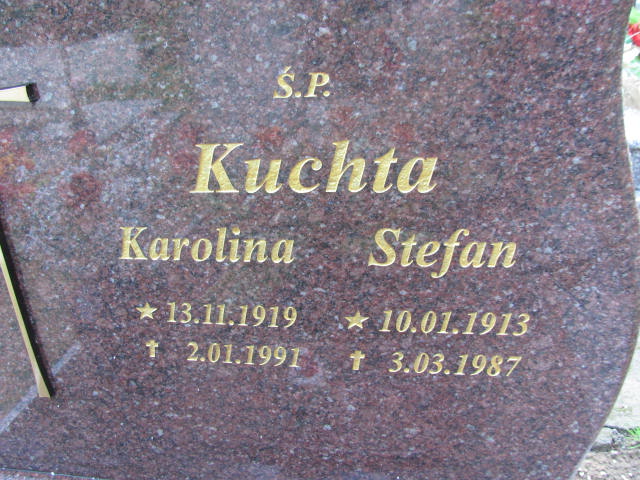 Ś.P.
Kuchta
Karolina Stefan
★ 13.11.1919 ★ 10.01.1913
✝ 2.01.1991 ✝ 3.03.1987